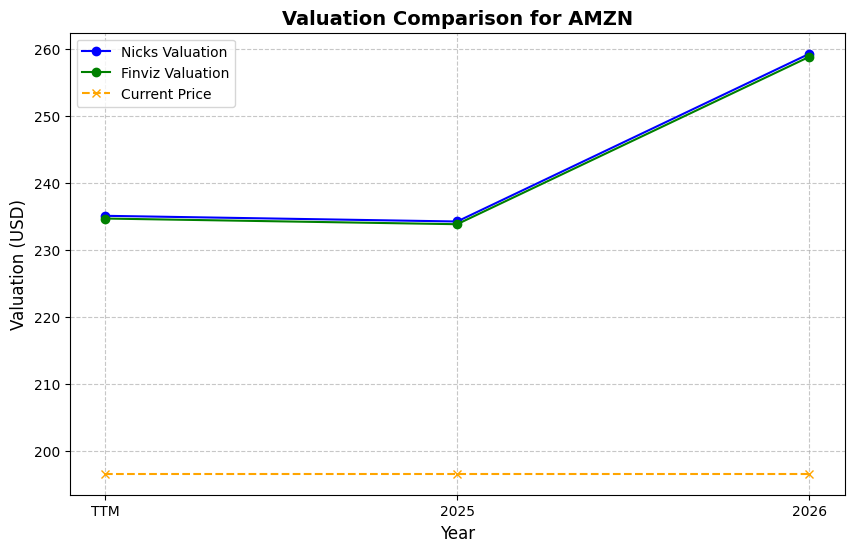 Valuation Comparison for AMZN
Nicks Valuation
Finviz Valuation
Current Price
Valuation (USD)
260
250
240
230
220
210
200
TTM
2025
2026
Year